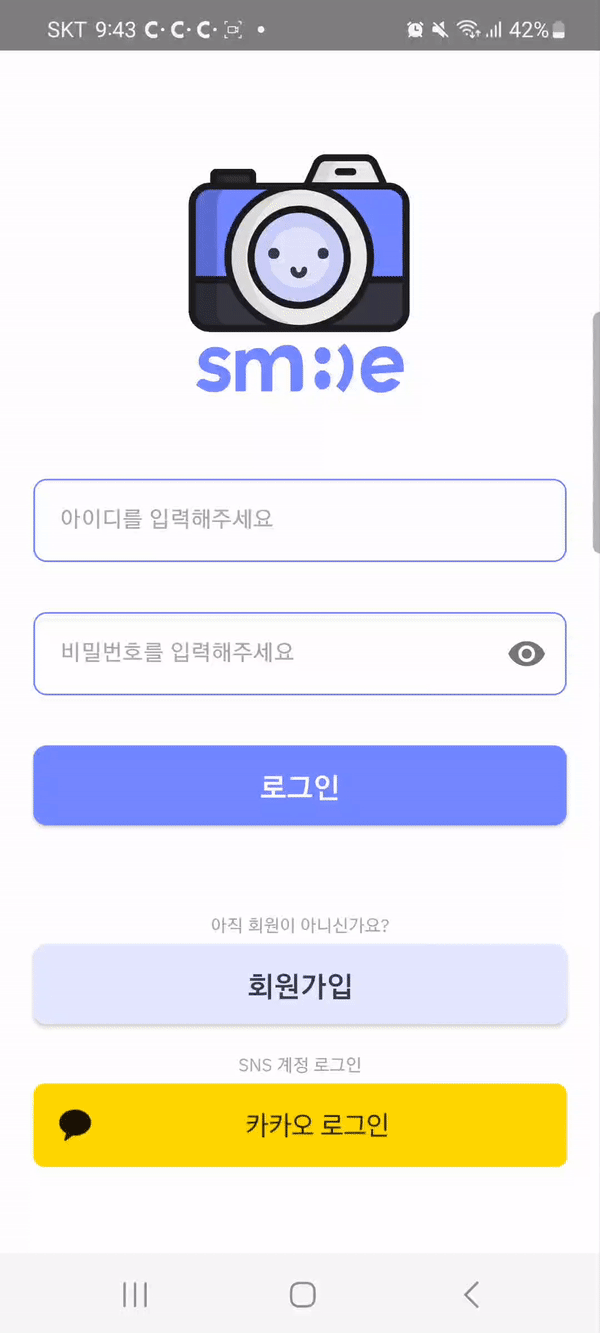 SKT 9:43 C· C· C· 42%
sm:)e
아이디를 입력해주세요
비밀번호를 입력해주세요
로그인
아직 회원이 아니신가요?
회원가입
SNS 계정 로그인
카카오 로그인